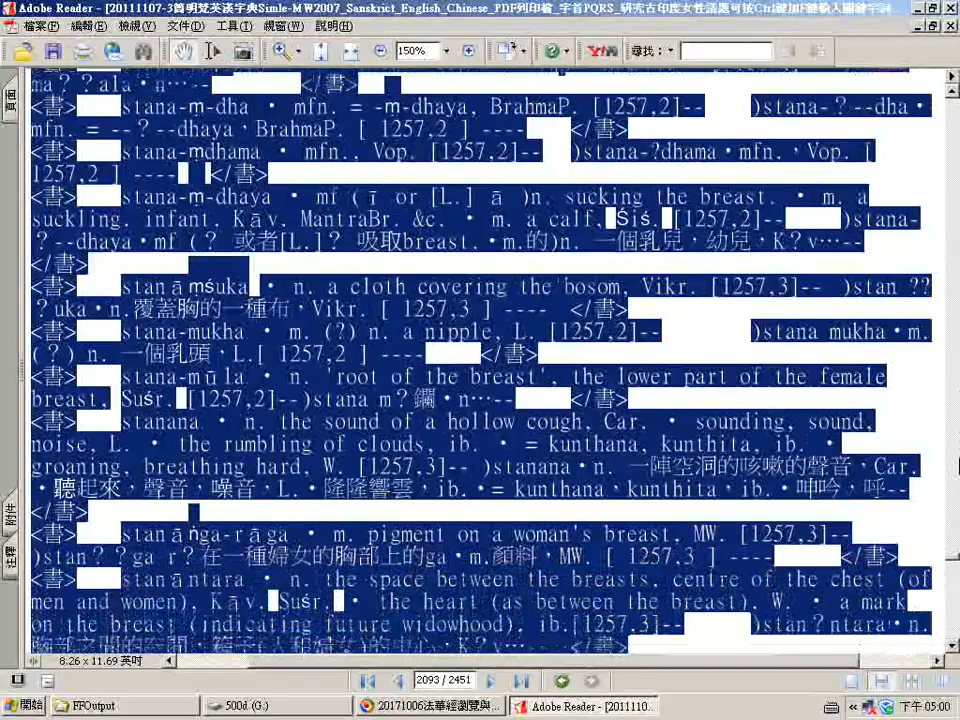 Adobe Reader - [20111107-3簡明梵英漢字典Simle-MW2007_Sanskrict_English_Chinese_PDF列印檔_字首PQRS_研究古印度女性話題可按Ctrl鍵加F鍵輸入關鍵字詞
檔案(F) 編輯(E) 檢視(V) 文件(D) 工具(T) 視窗(W) 說明(H)
150% Y! 尋找：
頁面
附件
注釋
ma？？ala‧n…-- </書>
<書> stana-ṃ-dha ‧ mfn. = -ṃ-dhaya, BrahmaP. [1257,2]-- )stana-？--dha‧
mfn. = --？--dhaya‧BrahmaP. [ 1257,2 ] ---- </書>
<書> stana-ṃdhama ‧ mfn., Vop. [1257,2]-- )stana-?dhama‧mfn.‧Vop. [
1257,2 ] ---- </書>
<書> stana-ṃ-dhaya ‧ mf (ī or [L.] ā )n. sucking the breast. ‧ m. a
suckling, infant, Kāv. MantraBr. &c. ‧ m. a calf, Śiś. [1257,2]-- )stana-
？--dhaya‧mf (？ 或者[L.]？ 吸取breast.‧m.的)n. 一個乳兒，幼兒，K？v…--
</書>
<書> stanāṃśuka ‧ n. a cloth covering the bosom, Vikr. [1257,3]-- )stan ??
？uka‧n.覆蓋胸的一種布，Vikr. [ 1257,3 ] ---- </書>
<書> stana-mukha ‧ m. (?) n. a nipple, L. [1257,2]-- )stana mukha‧m.
(？) n. 一個乳頭，L.[ 1257,2 ] ---- </書>
<書> stana-mūla ‧ n. 'root of the breast', the lower part of the female
breast, Suśr. [1257,2]--)stana m？鑭‧n…-- </書>
<書> stanana ‧ n. the sound of a hollow cough, Car. ‧ sounding, sound,
noise, L. ‧ the rumbling of clouds, ib. ‧ = kunthana, kunthita, ib. ‧
groaning, breathing hard, W. [1257,3]-- )stanana‧n. 一陣空洞的咳嗽的聲音，Car.
‧聽起來，聲音，噪音，L.‧隆隆響雲，ib.‧= kunthana，kunthita，ib.‧呻吟，呼--
</書>
<書> stanāṅga-rāga ‧ m. pigment on a woman's breast, MW. [1257,3]--
)stan？？ga r？在一種婦女的胸部上的ga‧m.顏料，MW. [ 1257,3 ] ---- </書>
<書> stanāntara ‧ n. the space between the breasts, centre of the chest (of
men and women), Kāv. Suśr. ‧ the heart (as between the breast), W. ‧ a mark
on the breast (indicating future widowhood), ib.[1257,3]-- )stan？ntara‧n.
8.26 x 11.69 英吋
2093 / 2451
開始 FFOutput 500d (G:) 20171006法華經瀏覽與... Adobe Reader - [2011110... 下午 05:00